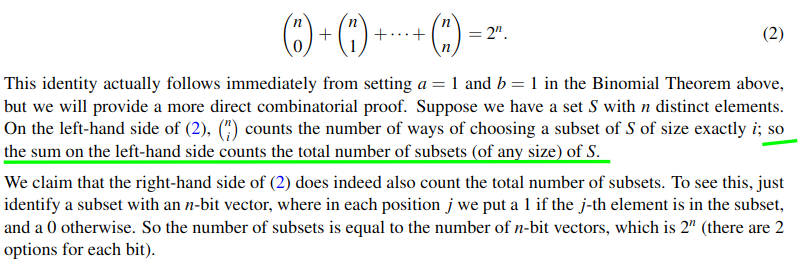 $\binom{n}{0} + \binom{n}{1} + \cdots + \binom{n}{n} = 2^n.$ (2)
This identity actually follows immediately from setting $a = 1$ and $b = 1$ in the Binomial Theorem above,
but we will provide a more direct combinatorial proof. Suppose we have a set $S$ with $n$ distinct elements.
On the left-hand side of (2), $\binom{n}{i}$ counts the number of ways of choosing a subset of $S$ of size exactly $i$; so
the sum on the left-hand side counts the total number of subsets (of any size) of $S$.
We claim that the right-hand side of (2) does indeed also count the total number of subsets. To see this, just
identify a subset with an $n$-bit vector, where in each position $j$ we put a 1 if the $j$-th element is in the subset,
and a 0 otherwise. So the number of subsets is equal to the number of $n$-bit vectors, which is $2^n$ (there are 2
options for each bit).